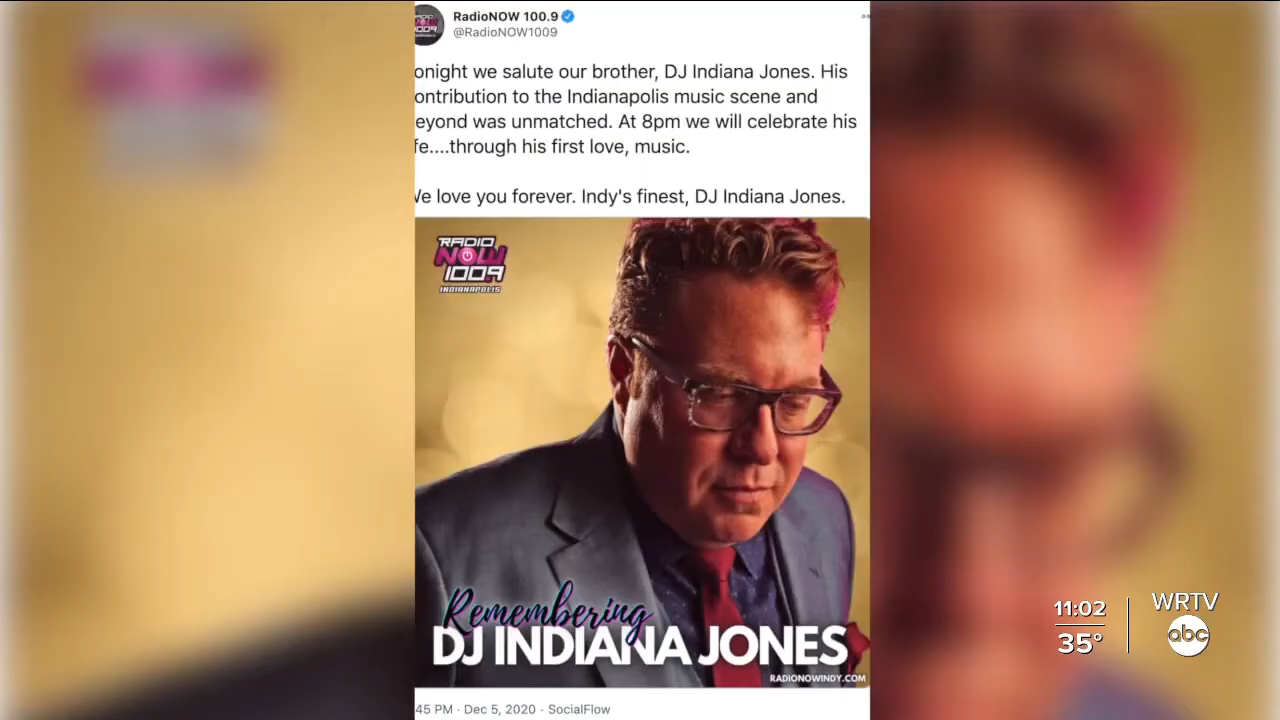 RadioNOW 100.9
@RadioNOW1009
onight we salute our brother, DJ Indiana Jones. His
ontribution to the Indianapolis music scene and
eyond was unmatched. At 8pm we will celebrate his
fe....through his first love, music.
We love you forever. Indy's finest, DJ Indiana Jones.
RADIO
NOW
100.9
INDIANAPOLIS
Remembering
DJ INDIANA JONES
RADIONOWINDY.COM
45 PM · Dec 5, 2020 · SocialFlow
11:02
35°
WRTV
abc